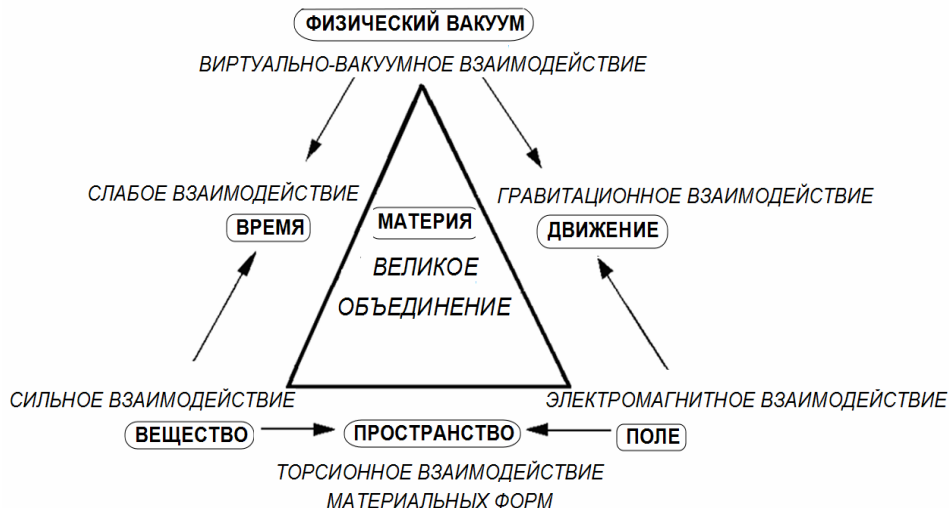 ФИЗИЧЕСКИЙ ВАКУУМ
ВИРТУАЛЬНО-ВАКУУМНОЕ ВЗАИМОДЕЙСТВИЕ
СЛАБОЕ ВЗАИМОДЕЙСТВИЕ
ВРЕМЯ
ГРАВИТАЦИОННОЕ ВЗАИМОДЕЙСТВИЕ
ДВИЖЕНИЕ
МАТЕРИЯ
ВЕЛИКОЕ
ОБЪЕДИНЕНИЕ
СИЛЬНОЕ ВЗАИМОДЕЙСТВИЕ
ВЕЩЕСТВО
ЭЛЕКТРОМАГНИТНОЕ ВЗАИМОДЕЙСТВИЕ
ПОЛЕ
ПРОСТРАНСТВО
ТОРСИОННОЕ ВЗАИМОДЕЙСТВИЕ
МАТЕРИАЛЬНЫХ ФОРМ